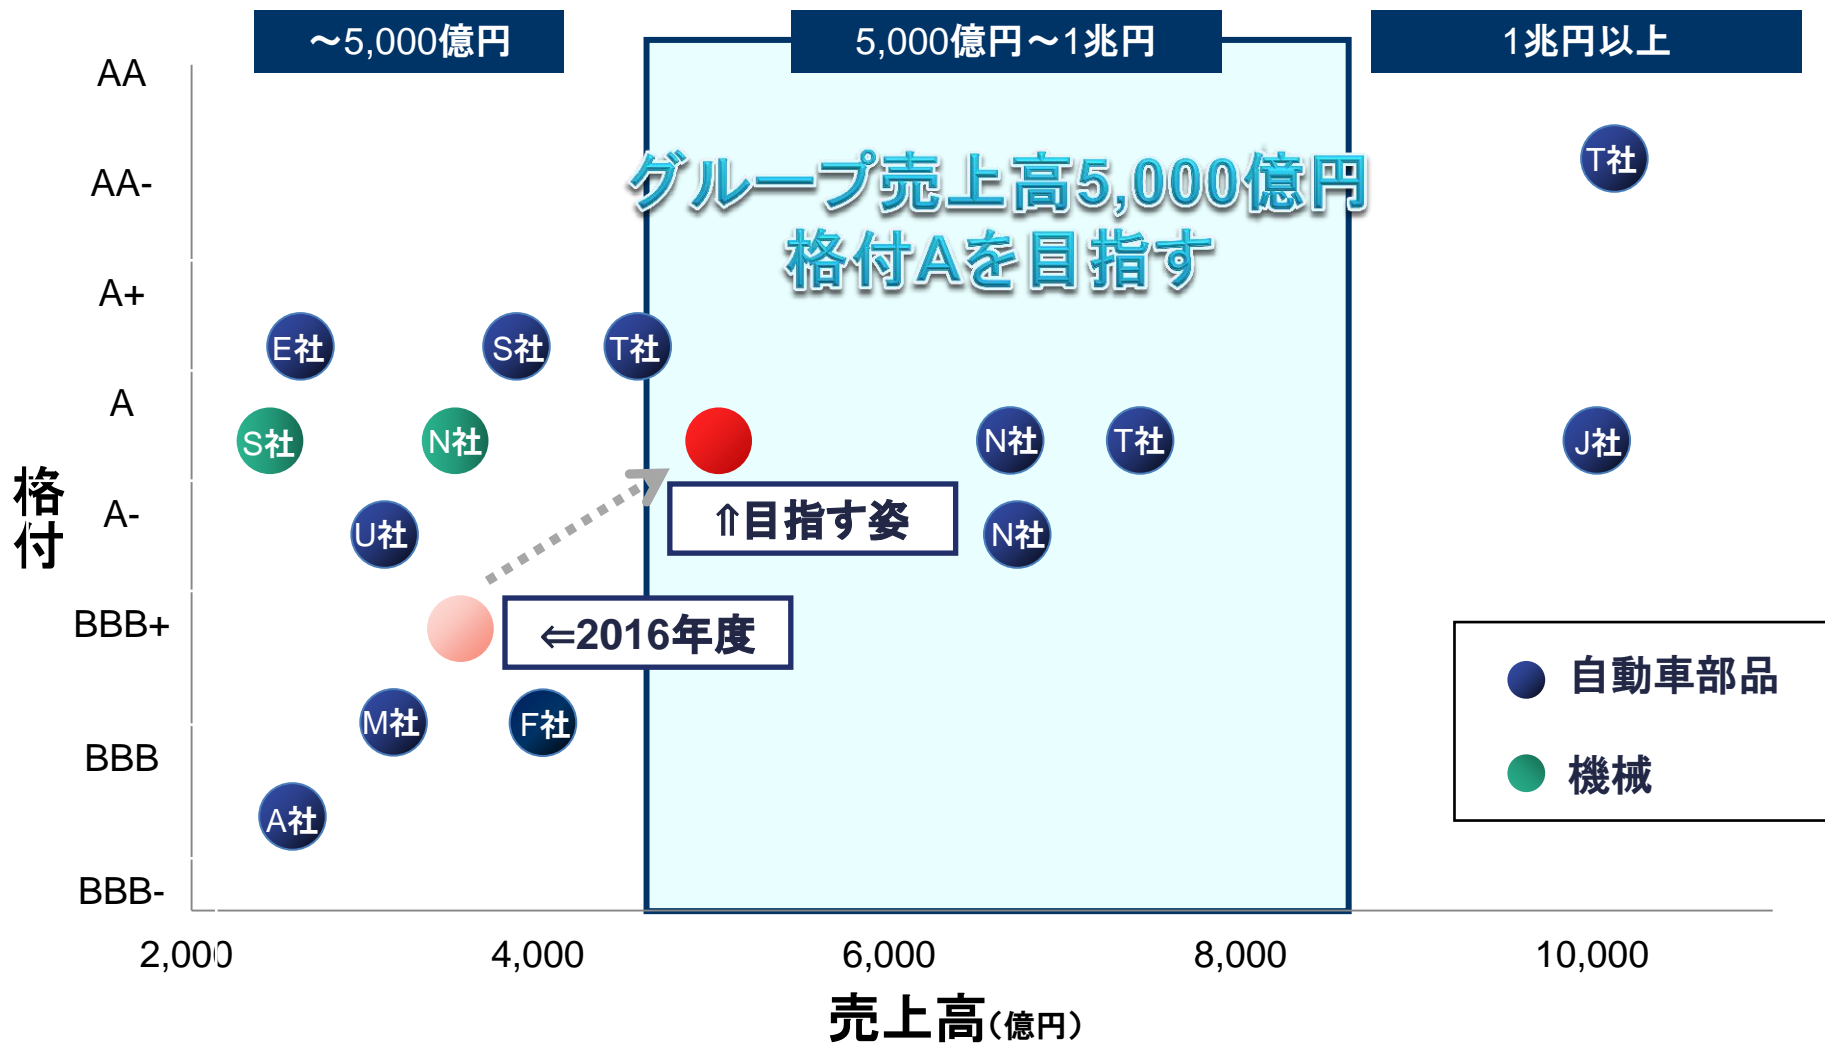 ～5,000億円
5,000億円～1兆円
1兆円以上
AA
AA-
A+
A
A-
BBB+
BBB
BBB-
格付
グループ売上高5,000億円
格付Aを目指す
T社
E社
S社
T社
S社
N社
N社
T社
J社
⇑目指す姿
U社
N社
⇐2016年度
M社
F社
A社
自動車部品
機械
2,000
4,000
6,000
8,000
10,000
売上高(億円)